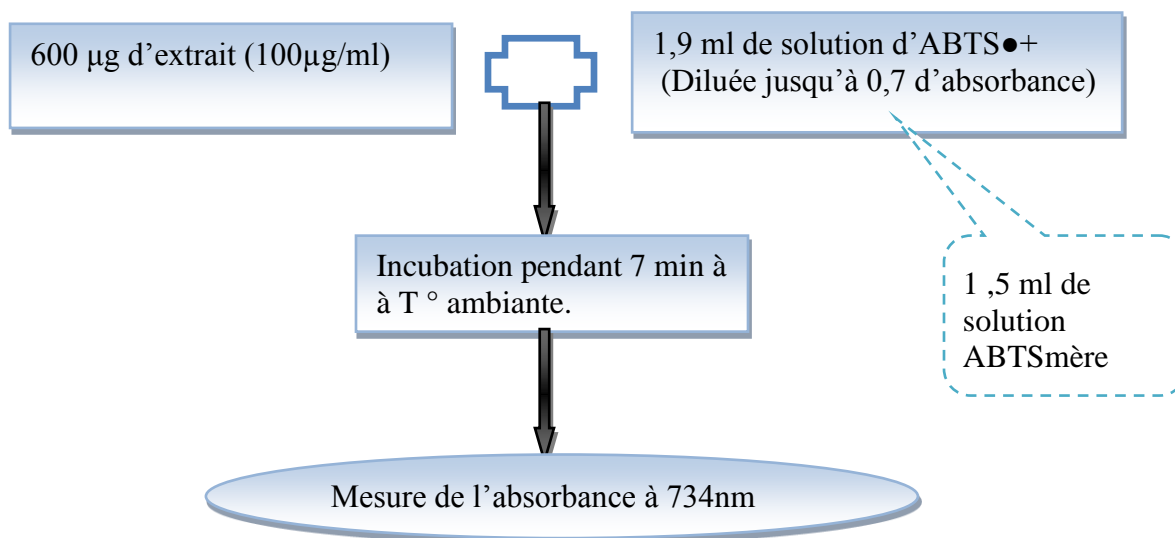 600 µg d’extrait (100µg/ml)
1,9 ml de solution d’ABTS●+
(Diluée jusqu’à 0,7 d’absorbance)
Incubation pendant 7 min à
à T ° ambiante.
1 ,5 ml de
solution
ABTSmère
Mesure de l’absorbance à 734nm